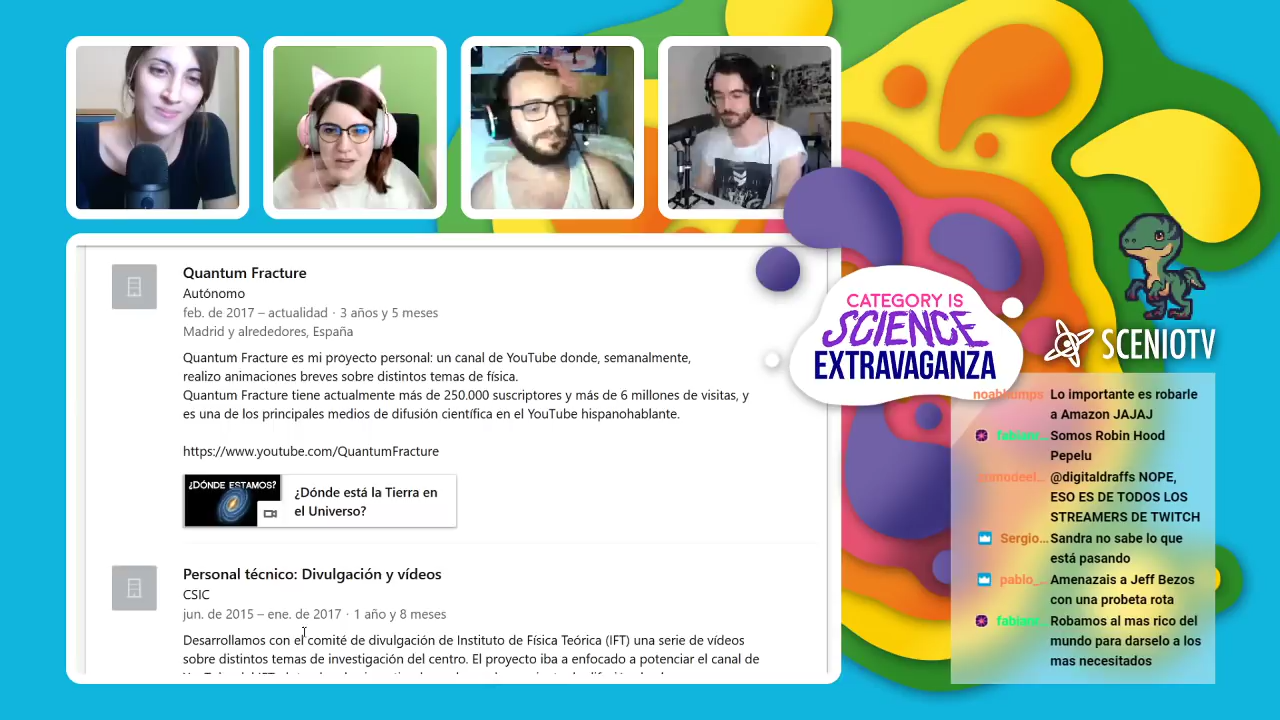 Quantum Fracture
Autónomo
feb. de 2017 – actualidad · 3 años y 5 meses
Madrid y alrededores, España
Quantum Fracture es mi proyecto personal: un canal de YouTube donde, semanalmente,
realizo animaciones breves sobre distintos temas de física.
Quantum Fracture tiene actualmente más de 250.000 suscriptores y más de 6 millones de visitas, y
es una de los principales medios de difusión científica en el YouTube hispanohablante.
https://www.youtube.com/QuantumFracture
¿DÓNDE ESTAMOS?
¿Dónde está la Tierra en
el Universo?
Personal técnico: Divulgación y vídeos
CSIC
jun. de 2015 – ene. de 2017 · 1 año y 8 meses
Desarrollamos con el comité de divulgación de Instituto de Física Teórica (IFT) una serie de vídeos
sobre distintos temas de investigación del centro. El proyecto iba a enfocado a potenciar el canal de
CATEGORY IS
SCIENCE
EXTRAVAGANZA
SCENIOTV
Lo importante es robarle
a Amazon JAJAJ
fabianr... Somos Robin Hood
Pepelu
@digitaldraffs NOPE,
ESO ES DE TODOS LOS
STREAMERS DE TWITCH
Sergio... Sandra no sabe lo que
está pasando
pablo_... Amenazais a Jeff Bezos
con una probeta rota
fabianr... Robamos al mas rico del
mundo para darselo a los
mas necesitados